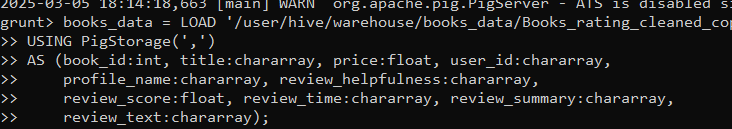 2025-03-05 18:14:18,663 [main] WARN  org.apache.pig.PigServer - ATS is disabled si
grunt> books_data = LOAD '/user/hive/warehouse/books_data/Books_rating_cleaned_cop
>> USING PigStorage(',')
>> AS (book_id:int, title:chararray, price:float, user_id:chararray,
>>     profile_name:chararray, review_helpfulness:chararray,
>>     review_score:float, review_time:chararray, review_summary:chararray,
>>     review_text:chararray);